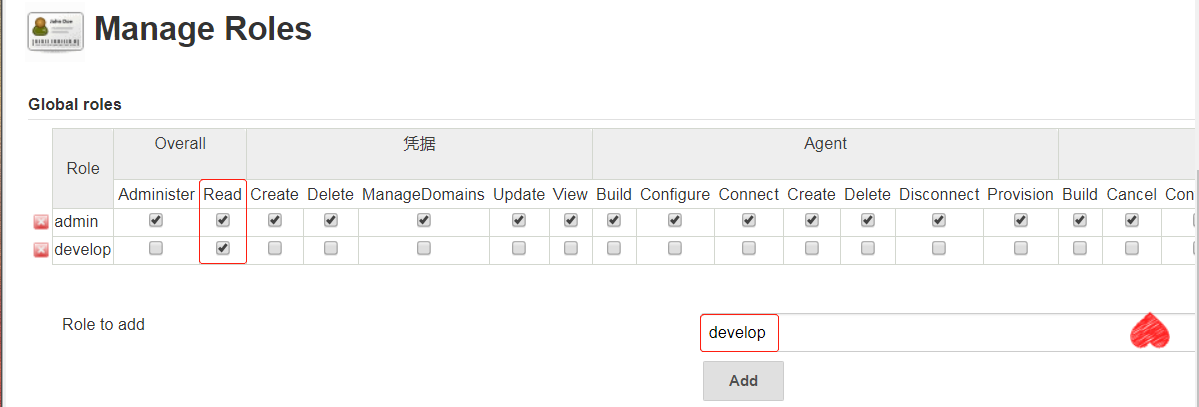 Manage Roles
Global roles
Role Overall 凭据 Agent
Administer Read Create Delete ManageDomains Update View Build Configure Connect Create Delete Disconnect Provision Build Cancel Con
admin
develop
Role to add develop
Add